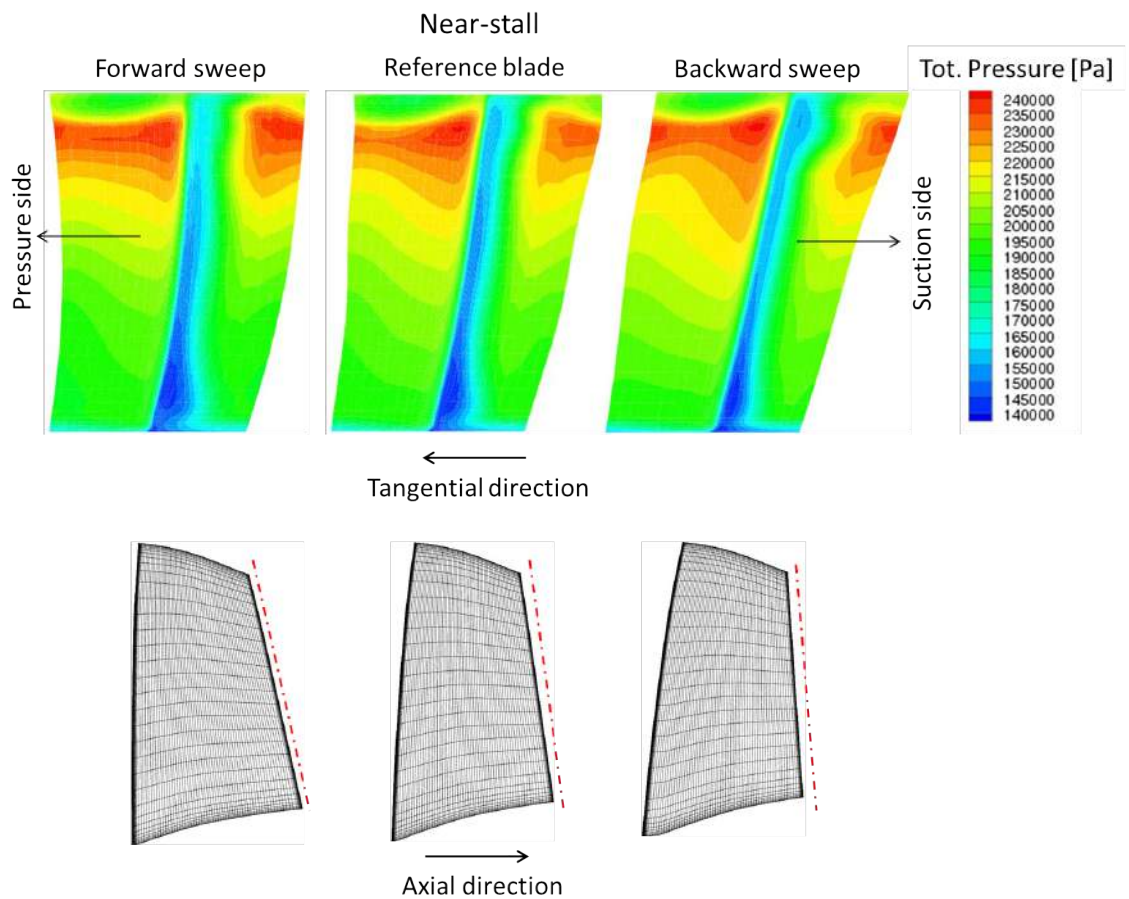 Near-stall
Forward sweep
Reference blade
Backward sweep
Tot. Pressure [Pa]
240000
230000
225000
220000
215000
210000
205000
200000
195000
190000
185000
180000
175000
170000
165000
160000
155000
150000
145000
140000
Pressure side
Suction side
Tangential direction
Axial direction